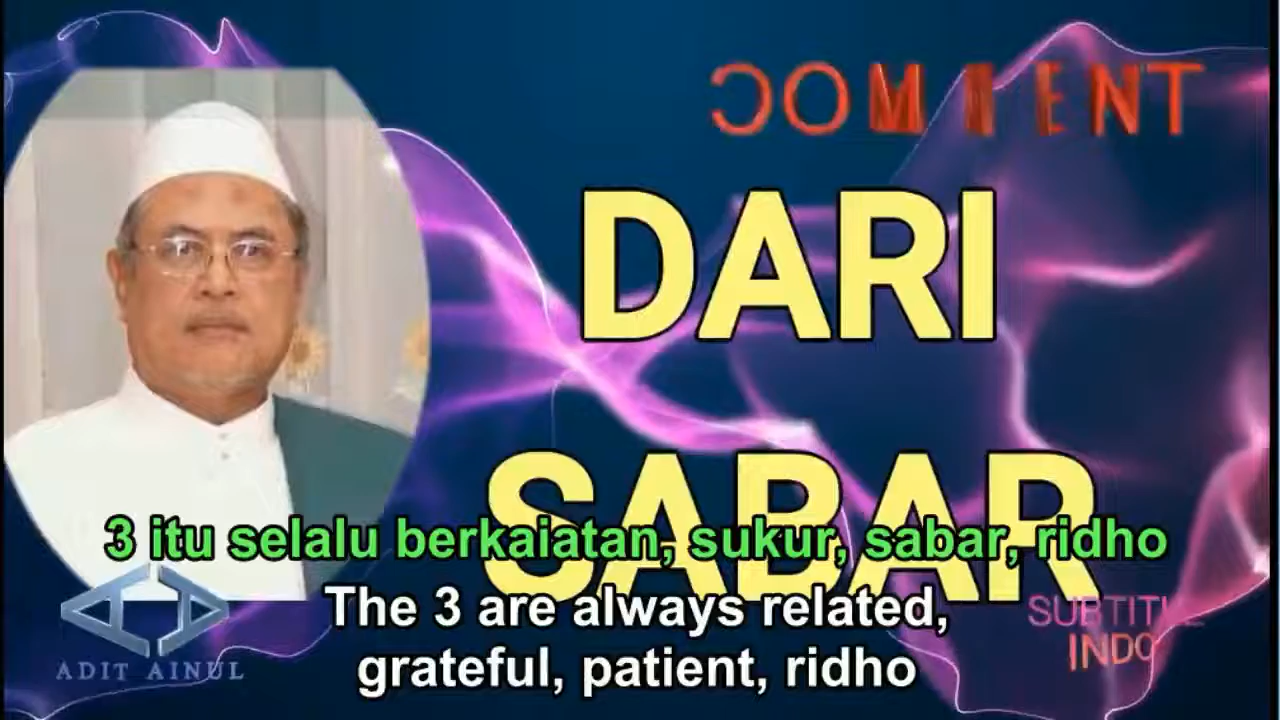 COMMENT
DARI
SABAR
3 itu selalu berkaiatan, sukur, sabar, ridho
The 3 are always related,
grateful, patient, ridho
ADIT AINUL
SUBTITLE
INDO